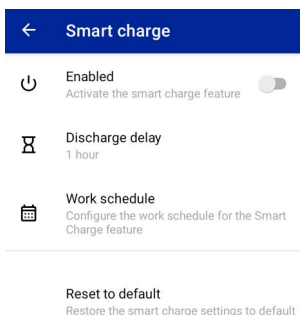 Smart charge
Enabled
Activate the smart charge feature
Discharge delay
1 hour
Work schedule
Configure the work schedule for the Smart
Charge feature
Reset to default
Restore the smart charge settings to default